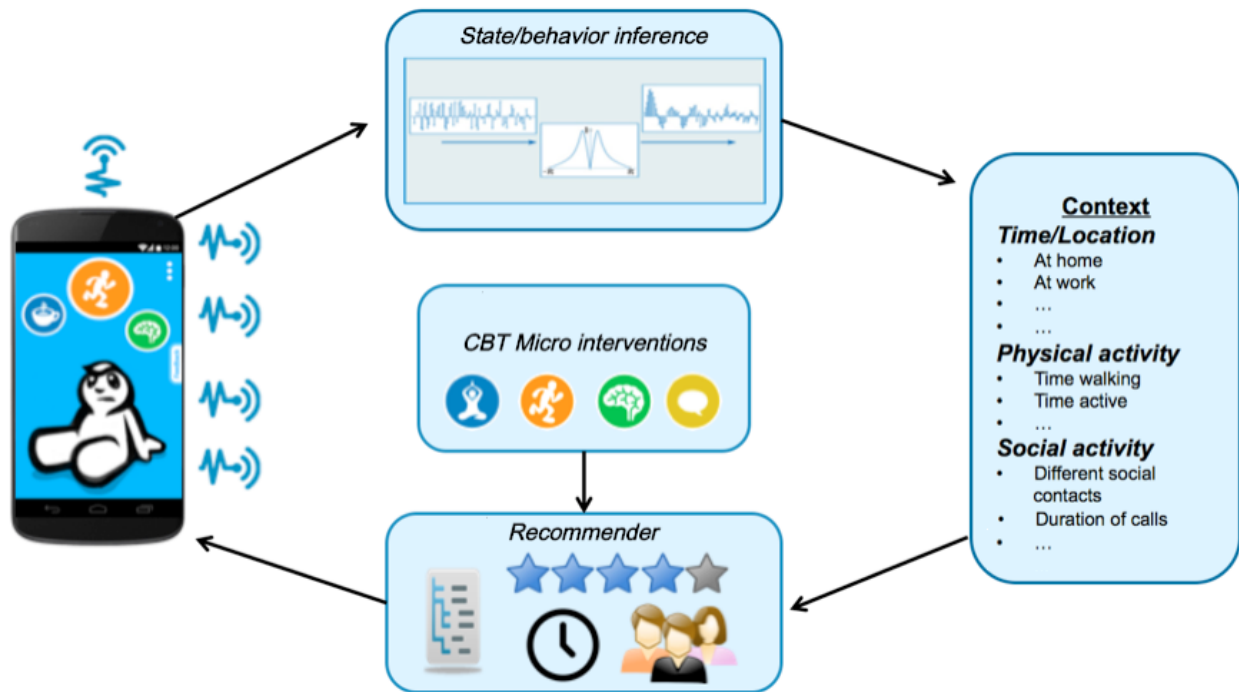 State/behavior inference
Context
Time/Location
• At home
• At work
• …
• …
Physical activity
• Time walking
• Time active
• …
Social activity
• Different social
contacts
• Duration of calls
• …
CBT Micro interventions
Recommender
Feedback